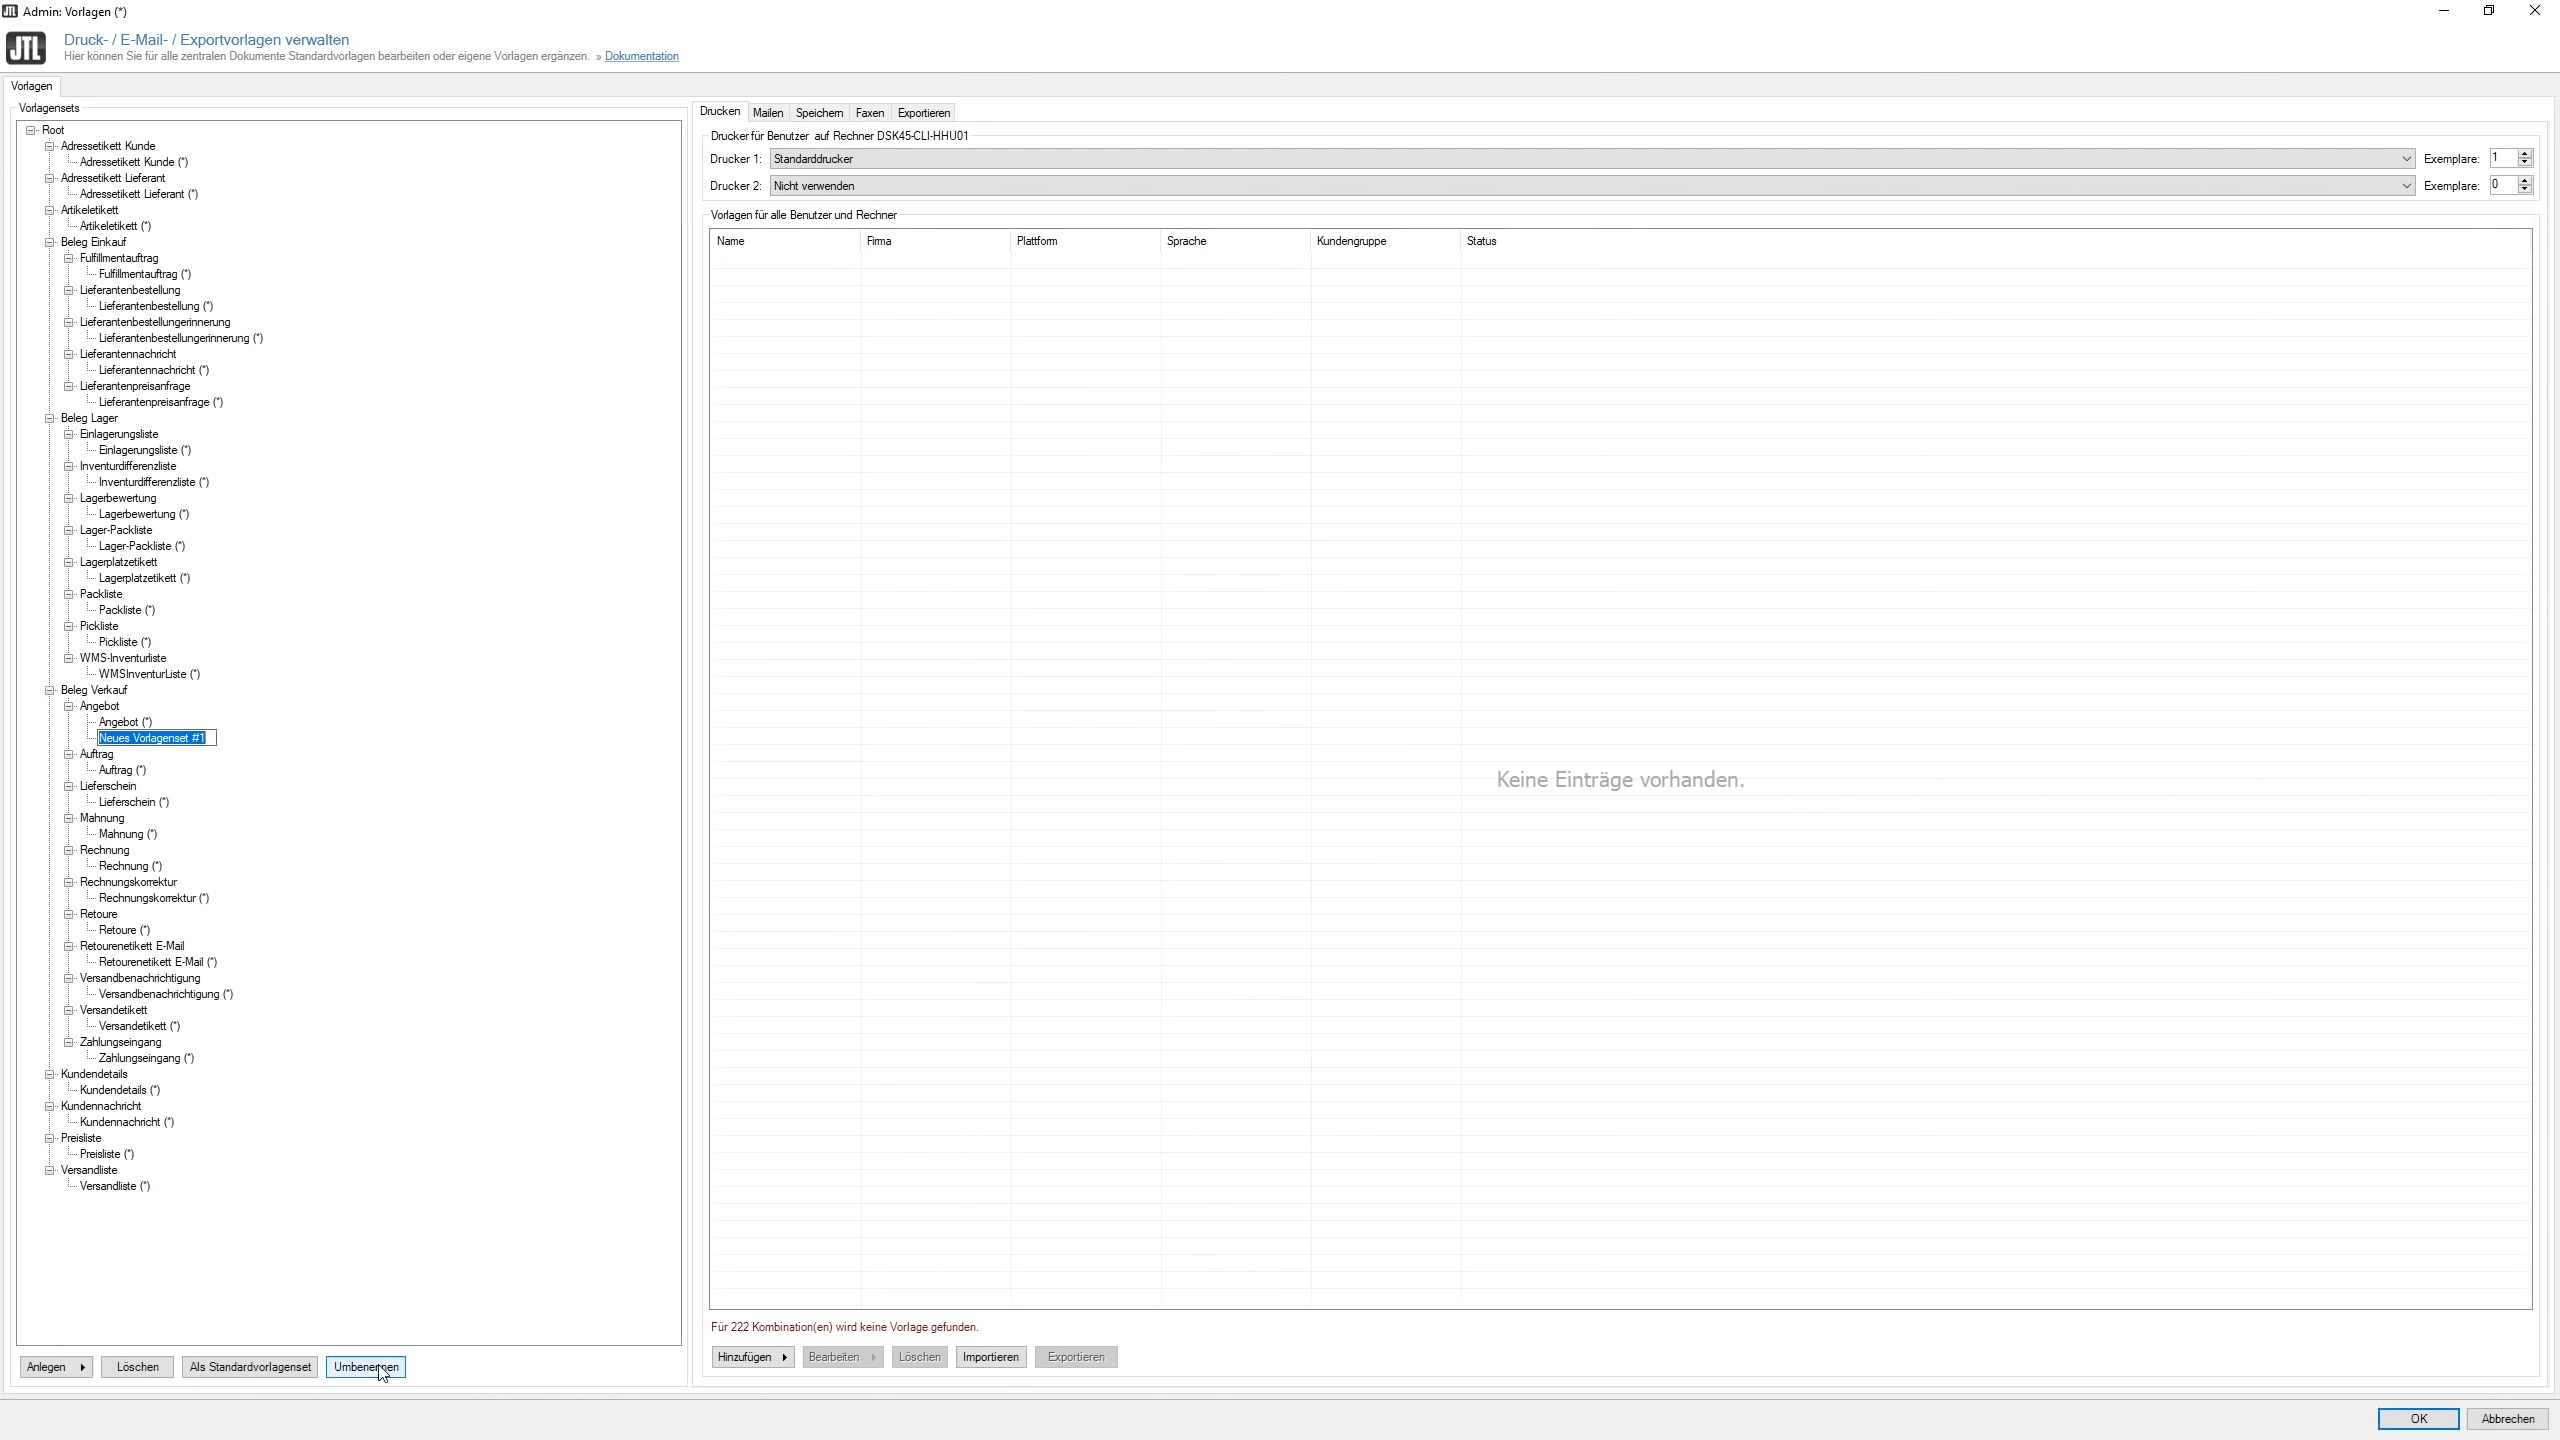 JTL Admin: Vorlagen (*)
JTL
Druck- / E-Mail- / Exportvorlagen verwalten
Hier können Sie für alle zentralen Dokumente Standardvorlagen bearbeiten oder eigene Vorlagen ergänzen. » Dokumentation
Vorlagen
Vorlagensets
Root
Adressetikett Kunde
Adressetikett Kunde (*)
Adressetikett Lieferant
Adressetikett Lieferant (*)
Artikeletikett
Artikeletikett (*)
Beleg Einkauf
Fulfillmentauftrag
Fulfillmentauftrag (*)
Lieferantenbestellung
Lieferantenbestellung (*)
Lieferantenbestellungerinnerung
Lieferantenbestellungerinnerung (*)
Lieferantennachricht
Lieferantennachricht (*)
Lieferantenpreisanfrage
Lieferantenpreisanfrage (*)
Beleg Lager
Einlagerungsliste
Einlagerungsliste (*)
Inventurdifferenzliste
Inventurdifferenzliste (*)
Lagerbewertung
Lagerbewertung (*)
Lager-Packliste
Lager-Packliste (*)
Lagerplatzetikett
Lagerplatzetikett (*)
Packliste
Packliste (*)
Pickliste
Pickliste (*)
WMS-Inventurliste
WMSInventurListe (*)
Beleg Verkauf
Angebot
Angebot (*)
Neues Vorlagenset #1
Auftrag
Auftrag (*)
Lieferschein
Lieferschein (*)
Mahnung
Mahnung (*)
Rechnung
Rechnung (*)
Rechnungskorrektur
Rechnungskorrektur (*)
Retoure
Retoure (*)
Retourenetikett E-Mail
Retourenetikett E-Mail (*)
Versandbenachrichtigung
Versandbenachrichtigung (*)
Versandetikett
Versandetikett (*)
Zahlungseingang
Zahlungseingang (*)
Kundendetails
Kundendetails (*)
Kundennachricht
Kundennachricht (*)
Preisliste
Preisliste (*)
Versandliste
Versandliste (*)
Anlegen Löschen Als Standardvorlagenset Umbenennen
Drucken Mailen Speichern Faxen Exportieren
Drucker für Benutzer auf Rechner DSK45-CLI-HHU01
Drucker 1: Standarddrucker Exemplare: 1
Drucker 2: Nicht verwenden Exemplare: 0
Vorlagen für alle Benutzer und Rechner
Name Firma Plattform Sprache Kundengruppe Status
Keine Einträge vorhanden.
Für 222 Kombination(en) wird keine Vorlage gefunden.
Hinzufügen Bearbeiten Löschen Importieren Exportieren
OK Abbrechen